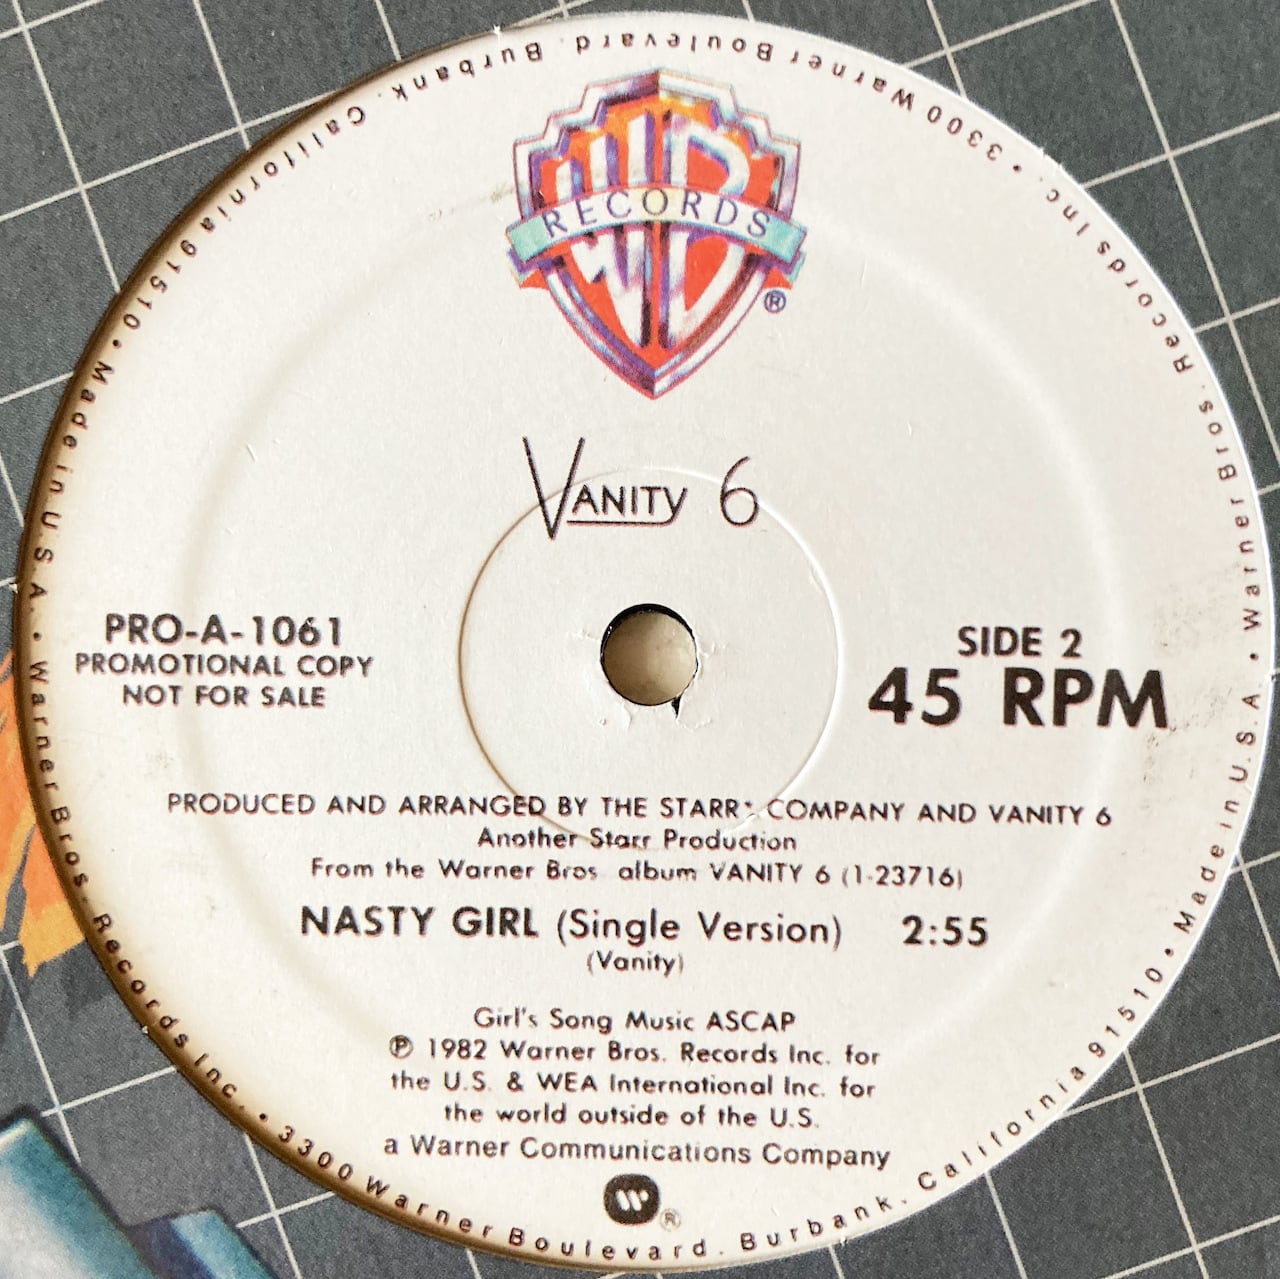 RECORDS
WB
®
VANITY 6
PRO-A-1061
PROMOTIONAL COPY
NOT FOR SALE
SIDE 2
45 RPM
PRODUCED AND ARRANGED BY THE STARR★ COMPANY AND VANITY 6
Another Starr Production
From the Warner Bros. album VANITY 6 (1-23716)
NASTY GIRL (Single Version) 2:55
(Vanity)
Girl's Song Music ASCAP
℗ 1982 Warner Bros. Records Inc. for
the U.S. & WEA International Inc. for
the world outside of the U.S.
a Warner Communications Company
W ®
Made in U.S.A. • Warner Bros. Records Inc. • 3300 Warner Boulevard. Burbank. California 91510 • Made in U.S.A. • Warner Bros. Records Inc. • 3300 Warner Boulevard. Burbank. California 91510 •